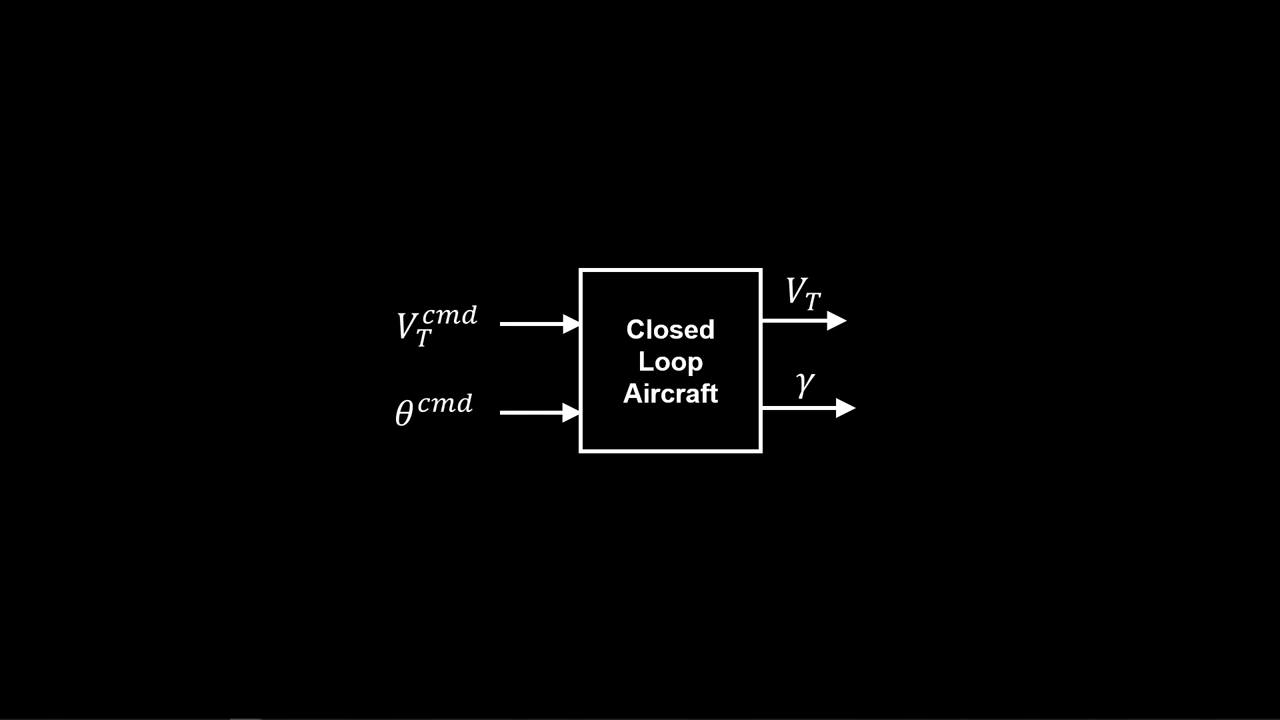 V_T^{cmd}
θ^{cmd}
Closed
Loop
Aircraft
V_T
γ